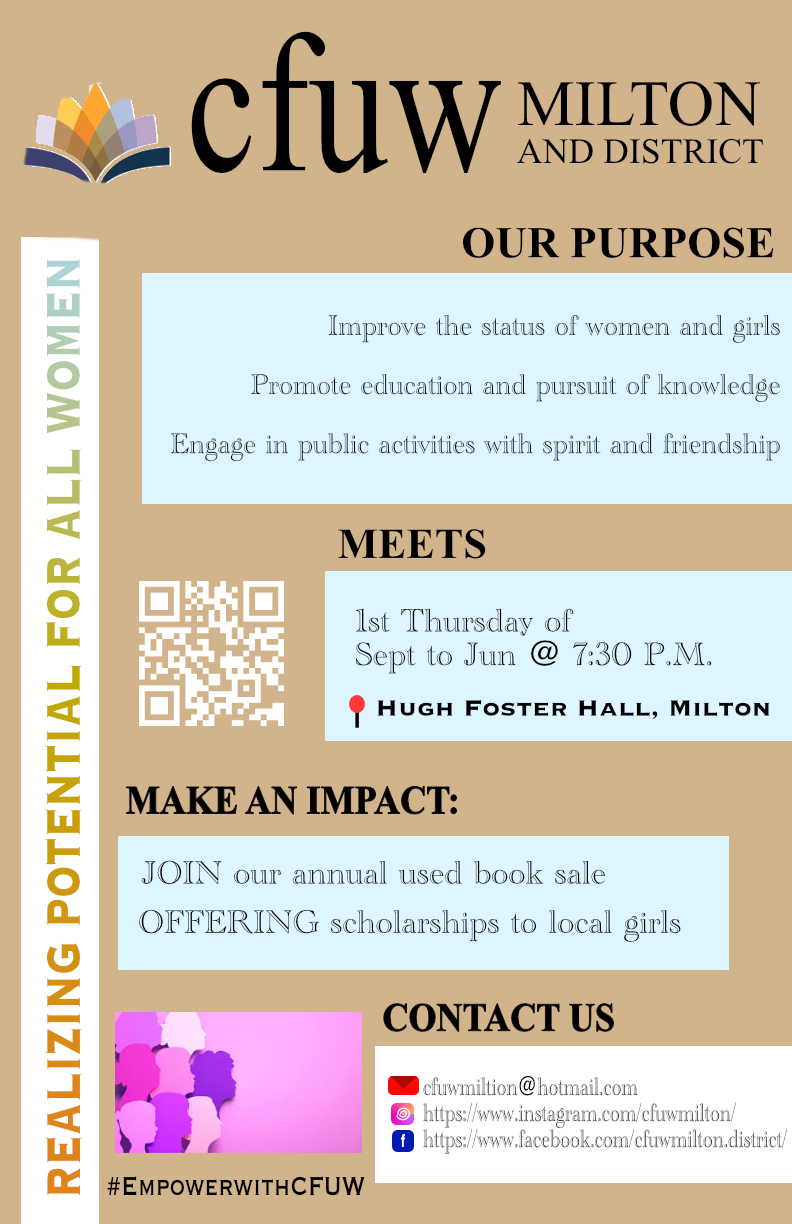 cfuw MILTON
AND DISTRICT
OUR PURPOSE
Improve the status of women and girls
Promote education and pursuit of knowledge
Engage in public activities with spirit and friendship
REALIZING POTENTIAL FOR ALL WOMEN
MEETS
1st Thursday of
Sept to Jun @ 7:30 P.M.
HUGH FOSTER HALL, MILTON
MAKE AN IMPACT:
JOIN our annual used book sale
OFFERING scholarships to local girls
CONTACT US
cfuwmiltion@hotmail.com
https://www.instagram.com/cfuwmilton/
https://www.facebook.com/cfuwmilton.district/
#EMPOWERWITHCFUW